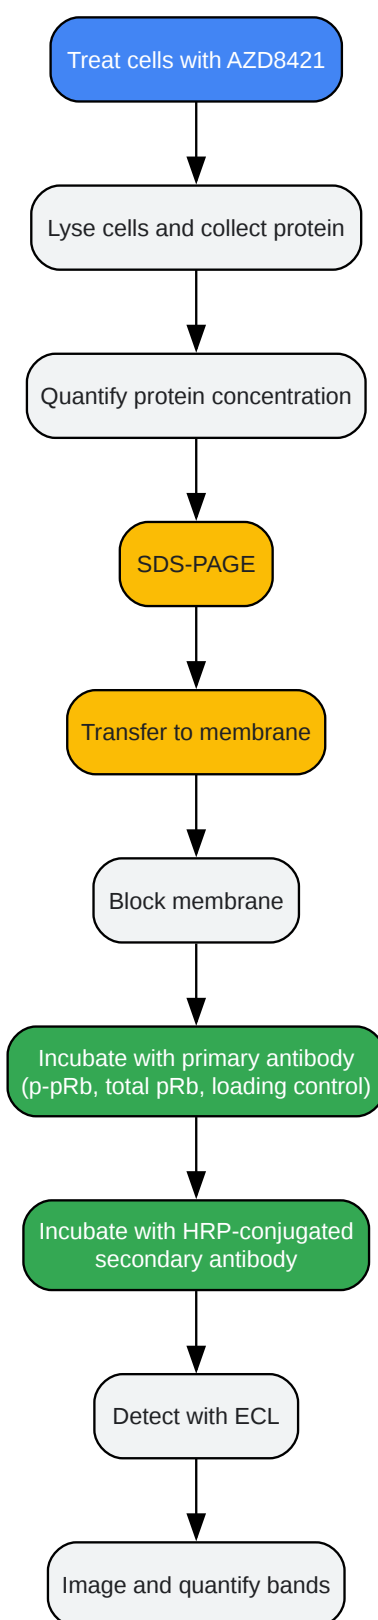 Treat cells with AZD8421
Lyse cells and collect protein
Quantify protein concentration
SDS-PAGE
Transfer to membrane
Block membrane
Incubate with primary antibody
(p-pRb, total pRb, loading control)
Incubate with HRP-conjugated
secondary antibody
Detect with ECL
Image and quantify bands